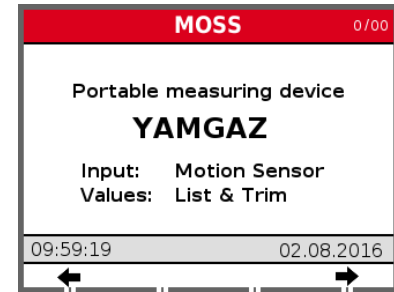 MOSS 0/00
Portable measuring device
YAMGAZ
Input: Motion Sensor
Values: List & Trim
09:59:19 02.08.2016